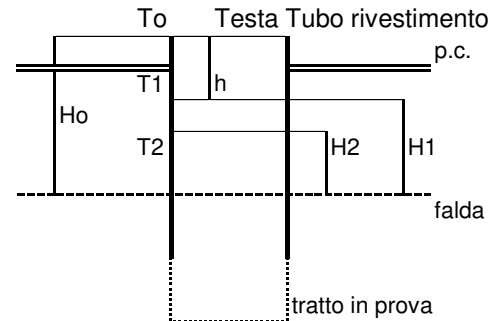 To Testa Tubo rivestimento
p.c.
T1 h
Ho
T2 H2 H1
falda
tratto in prova